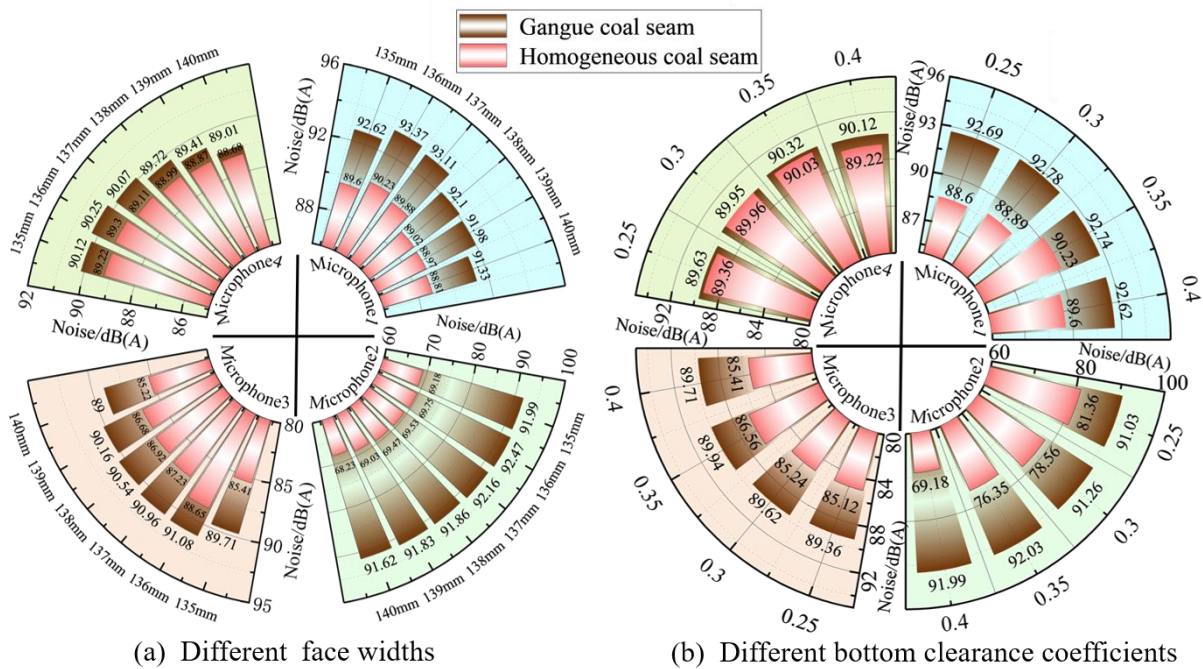 Gangue coal seam
Homogeneous coal seam
135mm
136mm
137mm
138mm
139mm
140mm
90.12
90.25
90.07
89.72
89.41
89.01
89.22
89.3
89.11
88.99
88.87
88.68
92
90
88
86
Noise/dB(A)
Microphone4
96
92
88
Noise/dB(A)
135mm
136mm
137mm
138mm
139mm
140mm
92.62
93.37
93.11
92.1
91.98
91.33
89.6
90.23
89.88
89.02
88.97
88.81
Microphone1
Microphone3
80
85
90
95
Noise/dB(A)
140mm
139mm
138mm
137mm
136mm
135mm
89
90.16
90.54
90.96
91.08
89.71
85.22
86.68
86.92
87.23
88.65
85.41
Microphone2
60
70
80
90
100
91.99
92.47
92.16
91.86
91.83
91.62
69.18
69.75
69.53
69.47
69.03
68.23
135mm
136mm
137mm
138mm
139mm
140mm
(a) Different face widths
0.25
0.3
0.35
0.4
89.63
89.95
90.32
90.12
89.36
89.96
90.03
89.22
92
88
84
80
Noise/dB(A)
Microphone4
96
93
90
87
Noise/dB(A)
0.25
0.3
0.35
0.4
92.69
92.78
92.74
92.62
88.6
88.89
90.23
89.6
Microphone1
Noise/dB(A)
Microphone3
80
84
88
92
Noise/dB(A)
0.4
0.35
0.3
0.25
89.71
89.94
89.62
89.36
85.41
86.56
85.24
85.12
Microphone2
60
80
100
81.36
78.56
76.35
69.18
91.03
91.26
92.03
91.99
0.25
0.3
0.35
0.4
(b) Different bottom clearance coefficients